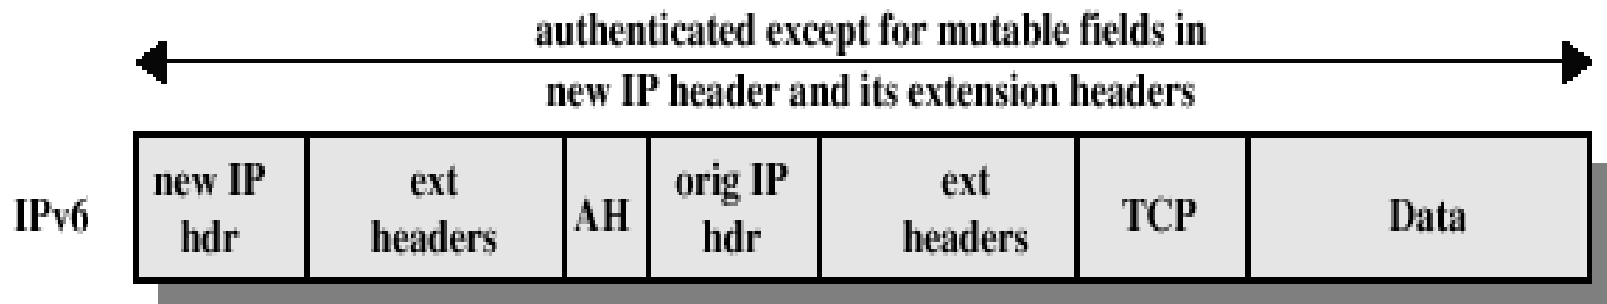 authenticated except for mutable fields in
new IP header and its extension headers
IPv6
new IP
hdr
ext
headers
AH
orig IP
hdr
ext
headers
TCP
Data